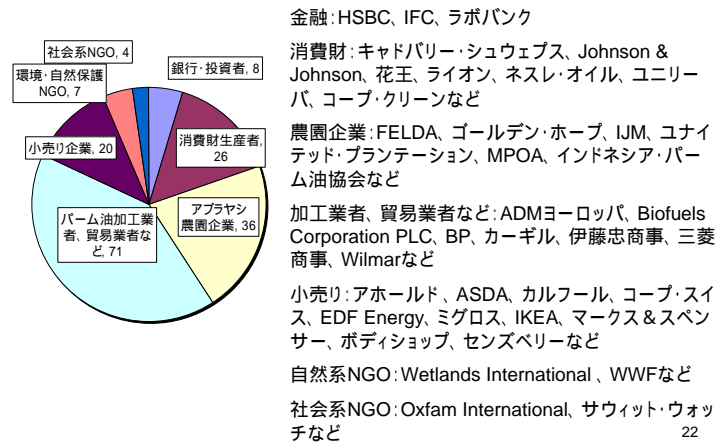 社会系NGO, 4
環境・自然保護
NGO, 7
銀行・投資者, 8
小売り企業, 20
消費財生産者,
26
パーム油加工業
者、貿易業者な
ど, 71
アブラヤシ
農園企業, 36
金融:HSBC、IFC、ラボバンク
消費財:キャドバリー・シュウェプス、Johnson &
Johnson、花王、ライオン、ネスレ・オイル、ユニリー
バ、コープ・クリーンなど
農園企業:FELDA、ゴールデン・ホープ、IJM、ユナイ
テッド・プランテーション、MPOA、インドネシア・パー
ム油協会など
加工業者、貿易業者など:ADMヨーロッパ、Biofuels
Corporation PLC、BP、カーギル、伊藤忠商事、三菱
商事、Wilmarなど
小売り:アホールド、ASDA、カルフール、コープ・スイ
ス、EDF Energy、ミグロス、IKEA、マークス&スペン
サー、ボディショップ、センズベリーなど
自然系NGO:Wetlands International 、WWFなど
社会系NGO:Oxfam International、サウィット・ウォッ
チなど
22